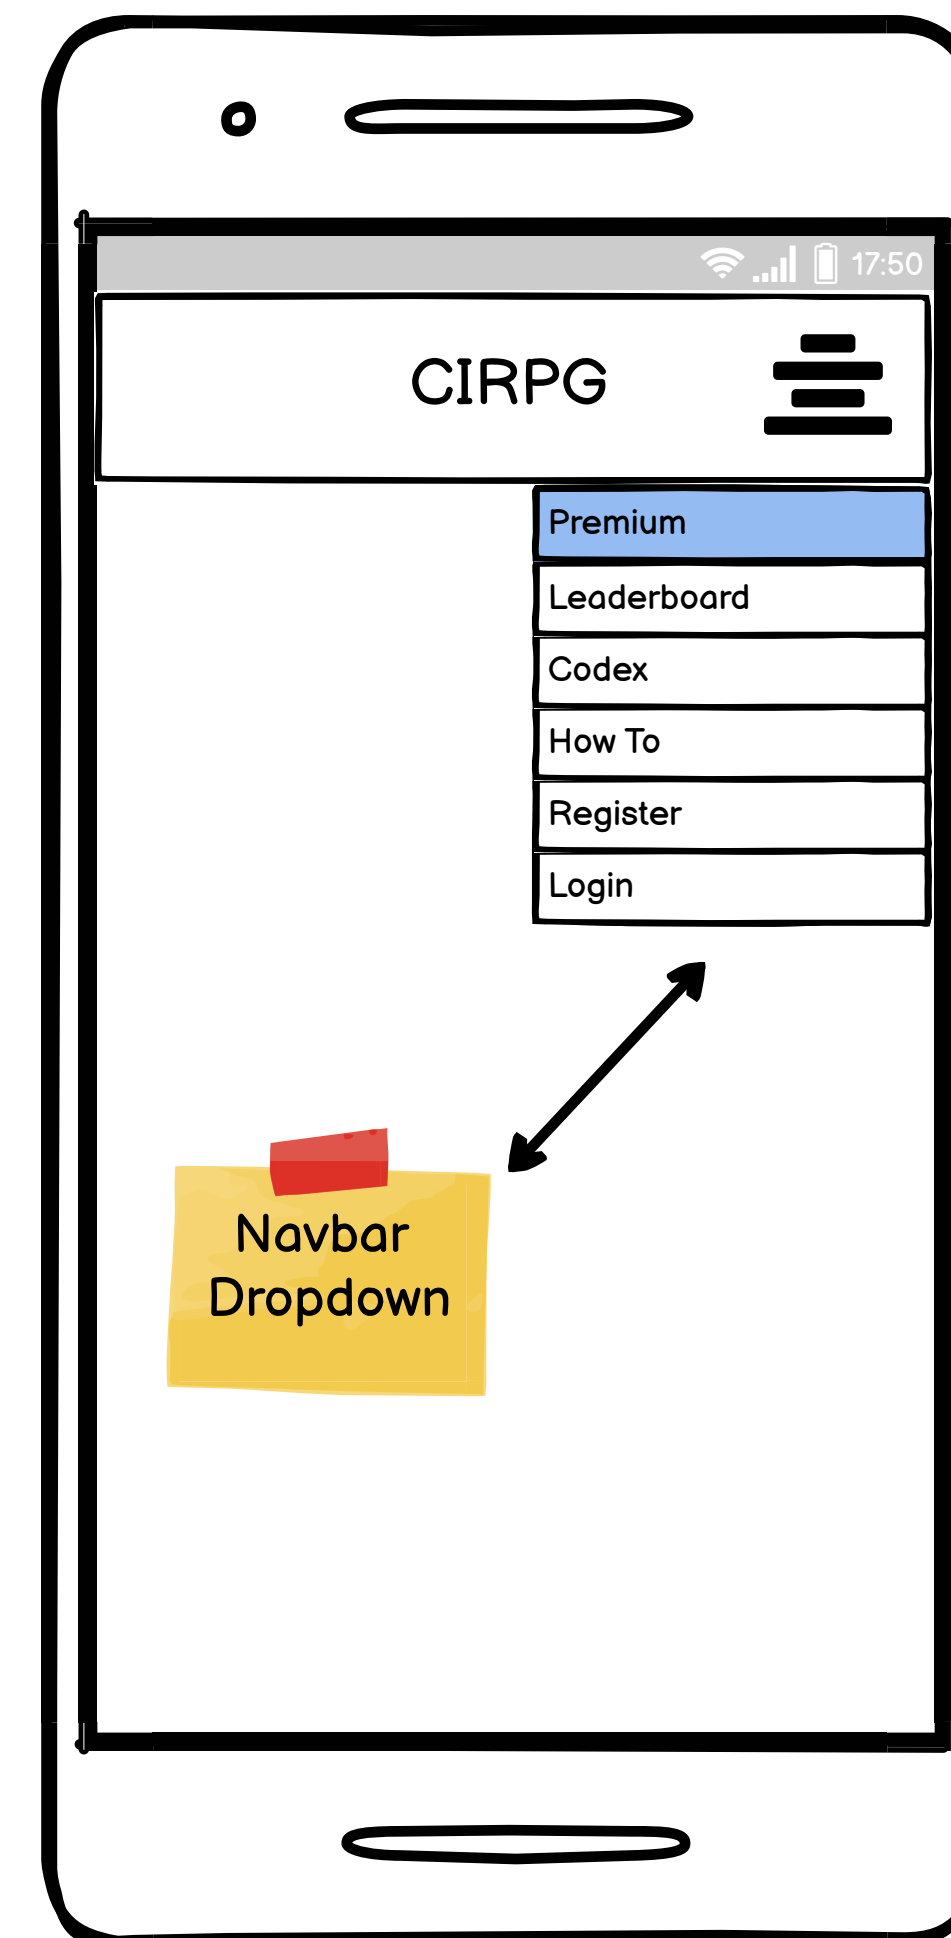 17:50
CIRPG
Premium
Leaderboard
Codex
How To
Register
Login
Navbar
Dropdown